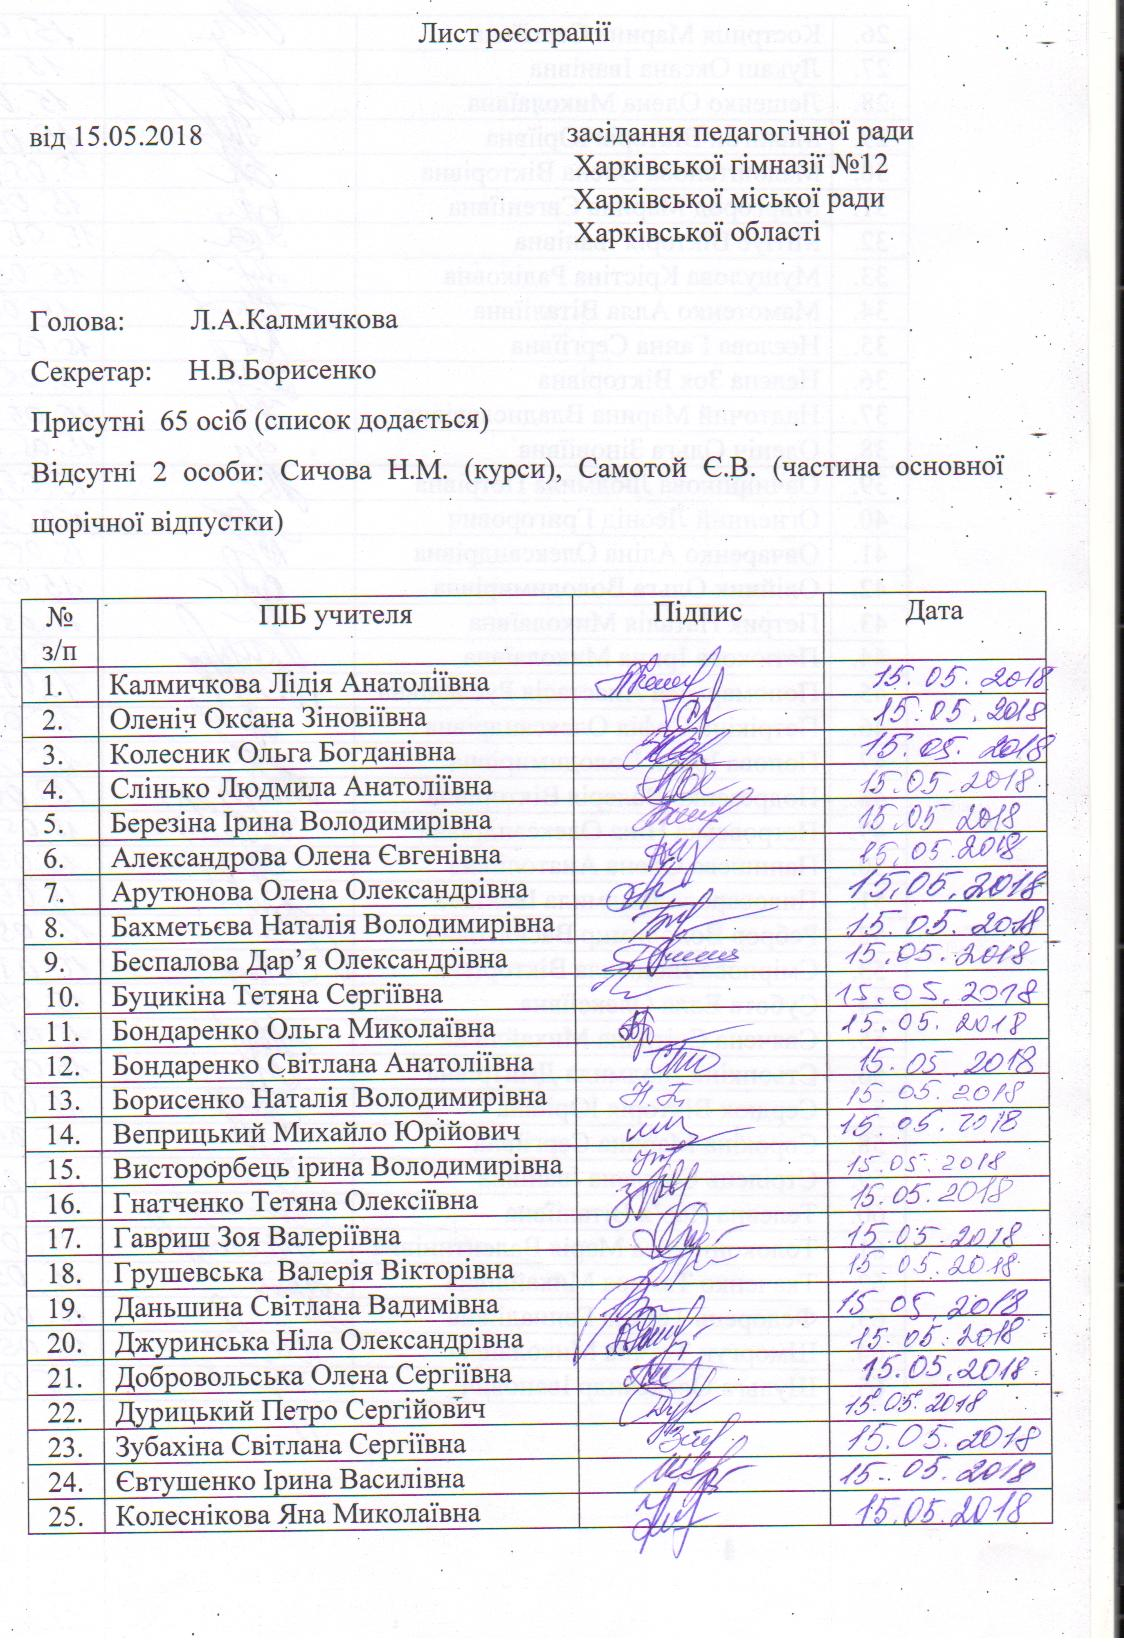 Лист реєстрації
від 15.05.2018 засідання педагогічної ради
Харківської гімназії №12
Харківської міської ради
Харківської області
Голова: Л.А.Калмичкова
Секретар: Н.В.Борисенко
Присутні 65 осіб (список додається)
Відсутні 2 особи: Сичова Н.М. (курси), Самотой Є.В. (частина основної
щорічної відпустки)
№ з/п ПІБ учителя Підпис Дата
1. Калмичкова Лідія Анатоліївна 15.05.2018
2. Оленіч Оксана Зіновіївна 15.05.2018
3. Колесник Ольга Богданівна 15.05.2018
4. Слінько Людмила Анатоліївна 15.05.2018
5. Березіна Ірина Володимирівна 15.05 2018
6. Александрова Олена Євгенівна 15.05.2018
7. Арутюнова Олена Олександрівна 15.05.2018
8. Бахметьєва Наталія Володимирівна 15.05.2018
9. Беспалова Дар’я Олександрівна 15.05.2018
10. Буцикіна Тетяна Сергіївна 15.05.2018
11. Бондаренко Ольга Миколаївна 15.05.2018
12. Бондаренко Світлана Анатоліївна 15.05.2018
13. Борисенко Наталія Володимирівна Н.Б. 15.05.2018
14. Веприцький Михайло Юрійович 15.05.2018
15. Висторорбець ірина Володимирівна 15.05.2018
16. Гнатченко Тетяна Олексіївна 15.05.2018
17. Гавриш Зоя Валеріївна 15.05.2018
18. Грушевська Валерія Вікторівна 15.05.2018
19. Даньшина Світлана Вадимівна 15 05 2018
20. Джуринська Ніла Олександрівна 15.05.2018
21. Добровольська Олена Сергіївна 15.05.2018
22. Дурицький Петро Сергійович 15.05.2018
23. Зубахіна Світлана Сергіївна 15.05.2018
24. Євтушенко Ірина Василівна 15.05.2018
25. Колеснікова Яна Миколаївна 15.05.2018